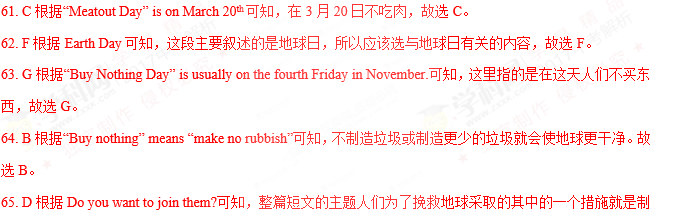 61. C 根据“Meatout Day” is on March 20th 可知，在 3 月 20 日不吃肉，故选 C。
62. F 根据 Earth Day 可知，这段主要叙述的是地球日，所以应该选与地球日有关的内容，故选 F。
63. G 根据“Buy Nothing Day” is usually on the fourth Friday in November.可知，这里指的是在这天人们不买东
西，故选 G。
64. B 根据“Buy nothing” means “make no rubbish”可知，不制造垃圾或制造更少的垃圾就会使地球更干净。故
选 B。
65. D 根据 Do you want to join them?可知，整篇短文的主题人们为了挽救地球采取的其中的一个措施就是制